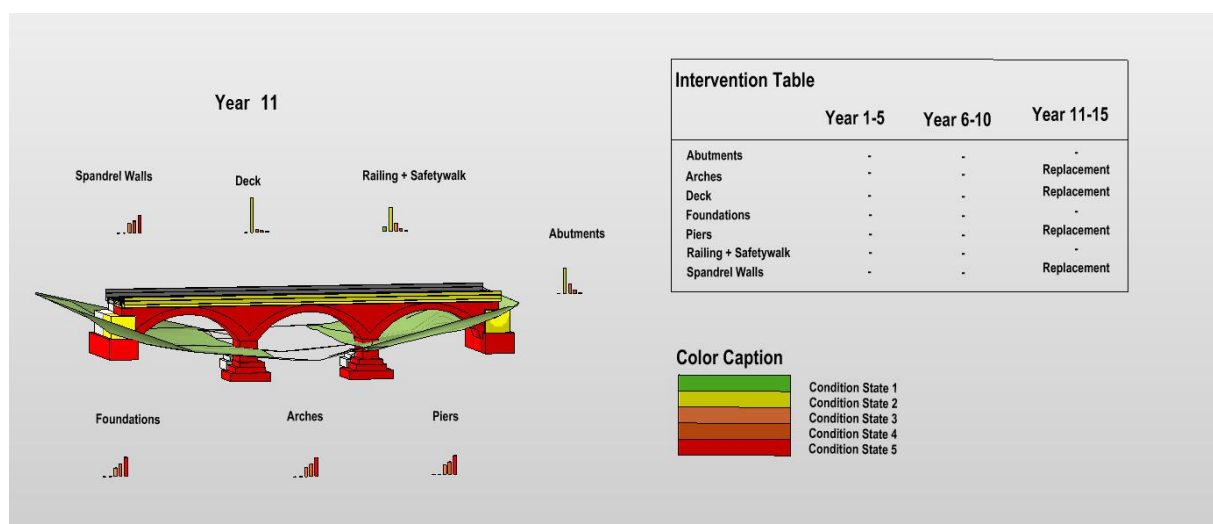 Year 11
Spandrel Walls
Deck
Railing + Safetywalk
Abutments
Foundations
Arches
Piers
Intervention Table
Year 1-5 Year 6-10 Year 11-15
Abutments - - -
Arches - - Replacement
Deck - - Replacement
Foundations - - -
Piers - - Replacement
Railing + Safetywalk - - -
Spandrel Walls - - Replacement
Color Caption
Condition State 1
Condition State 2
Condition State 3
Condition State 4
Condition State 5